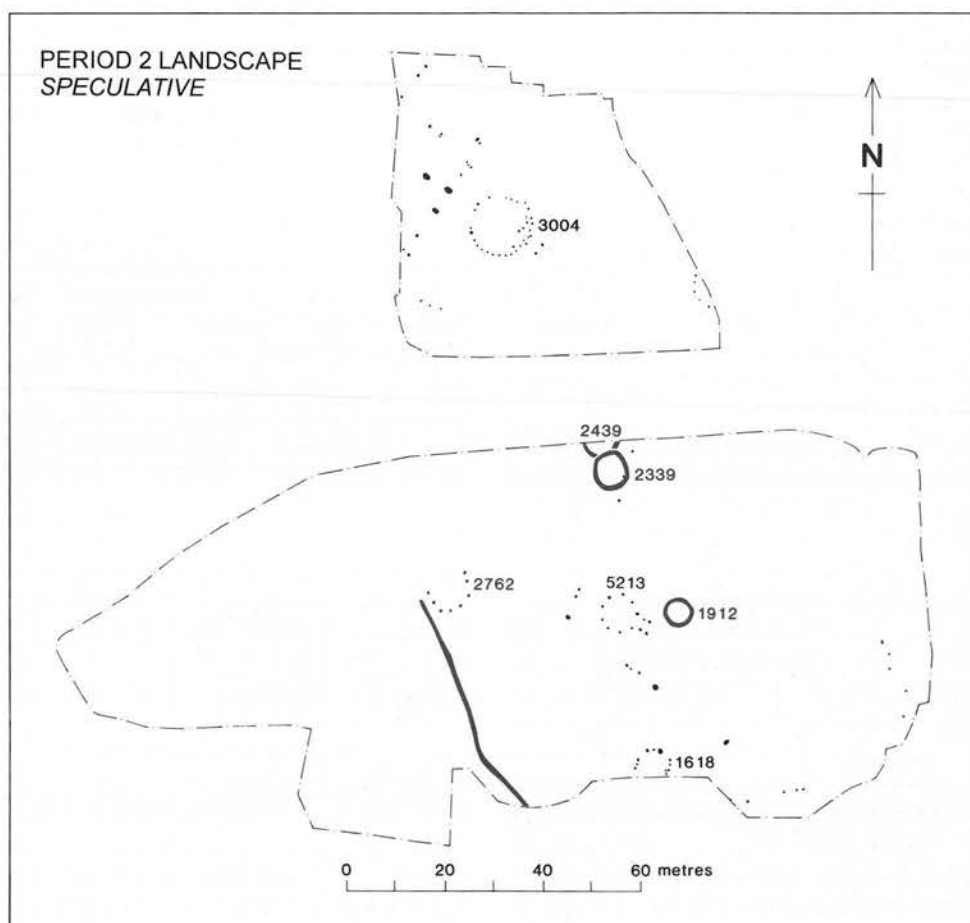 PERIOD 2 LANDSCAPE
SPECULATIVE
N
3004
2439
2339
2762
5213
1912
1618
0 20 40 60 metres